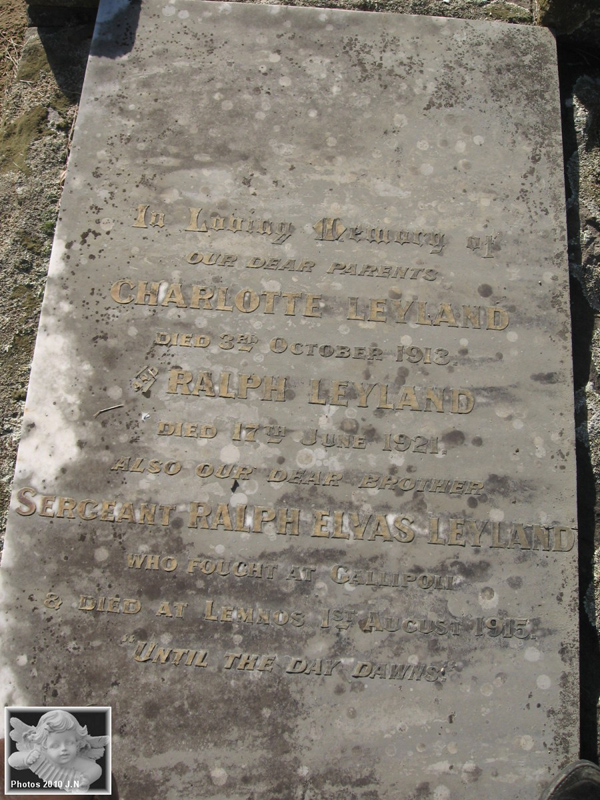 In Loving Memory of
OUR DEAR PARENTS
CHARLOTTE LEYLAND
DIED 3RD OCTOBER 1913.
& RALPH LEYLAND
DIED 17TH JUNE 1921.
ALSO OUR DEAR BROTHER
SERGEANT RALPH ELVAS LEYLAND
WHO FOUGHT AT GALLIPOLI
& DIED AT LEMNOS 1ST AUGUST 1915.
"UNTIL THE DAY DAWNS."
Photos 2010 J.N